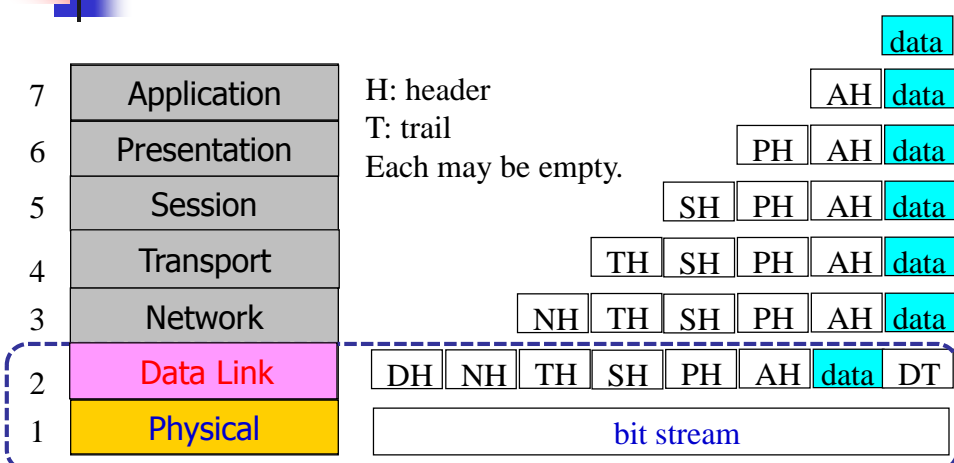 data
7 Application H: header AH data
T: trail
6 Presentation Each may be empty. PH AH data
5 Session SH PH AH data
4 Transport TH SH PH AH data
3 Network NH TH SH PH AH data
2 Data Link DH NH TH SH PH AH data DT
1 Physical bit stream